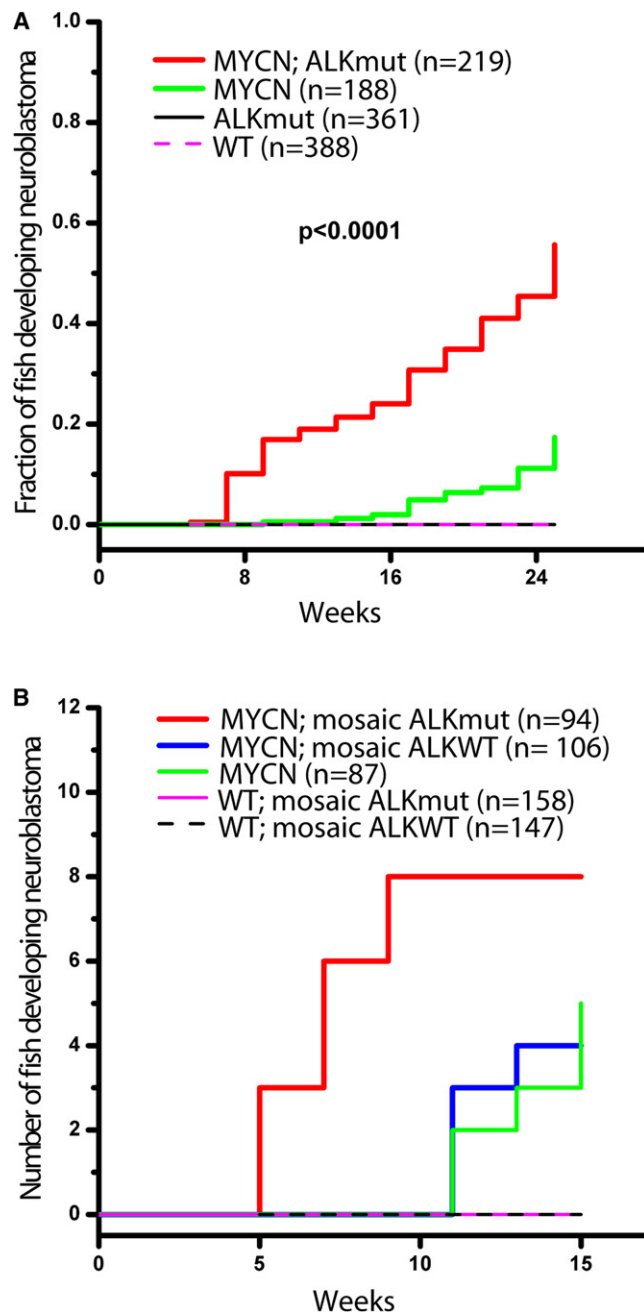 A
Fraction of fish developing neuroblastoma
1.0
0.8
0.6
0.4
0.2
0.0
MYCN; ALKmut (n=219)
MYCN (n=188)
ALKmut (n=361)
WT (n=388)
p<0.0001
0 8 16 24
Weeks
B
Number of fish developing neuroblastoma
12
10
8
6
4
2
0
MYCN; mosaic ALKmut (n=94)
MYCN; mosaic ALKWT (n= 106)
MYCN (n=87)
WT; mosaic ALKmut (n=158)
WT; mosaic ALKWT (n=147)
0 5 10 15
Weeks